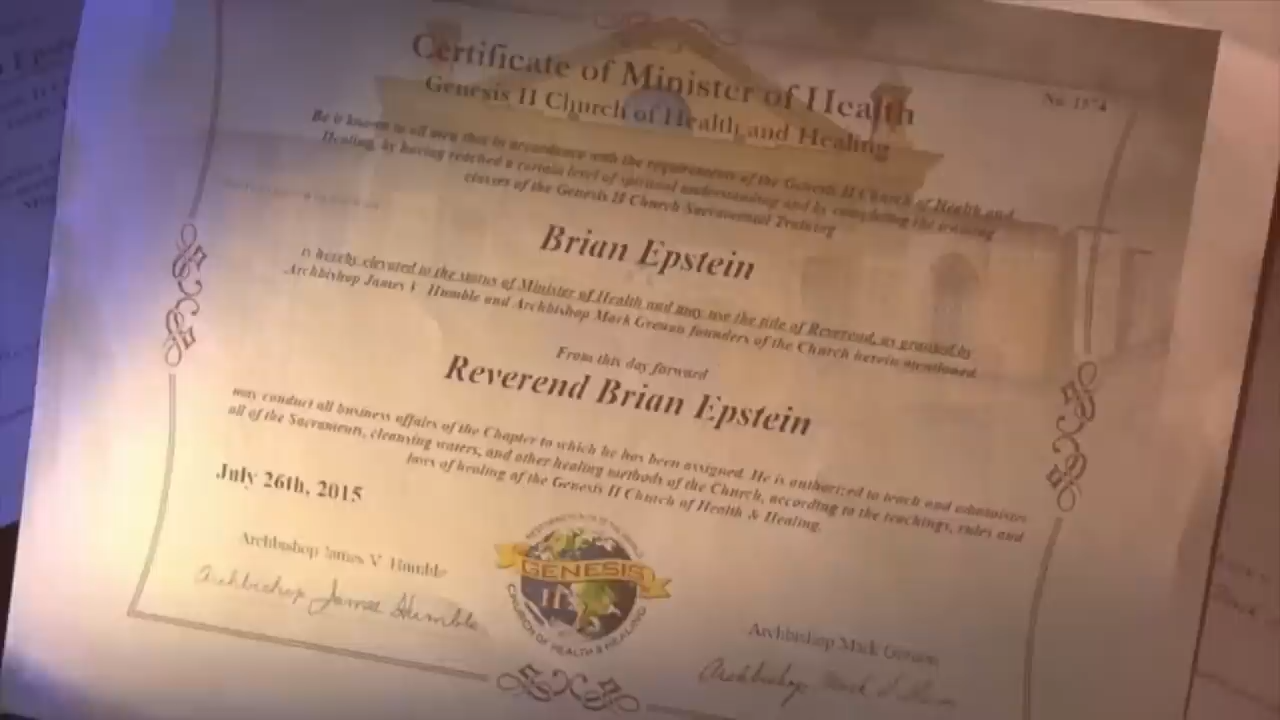 Certificate of Minister of Health
No. 1574
Genesis II Church of Health and Healing
Be it known to all men that in accordance with the requirements of the Genesis II Church of Health and
Healing, by having reached a certain level of spiritual understanding and by completing the training
classes of the Genesis II Church Sacramental Training
Brian Epstein
is hereby elevated to the status of Minister of Health and may use the title of Reverend, as granted by
Archbishop James V. Humble and Archbishop Mark Grenon founders of the Church herein mentioned.
From this day forward
Reverend Brian Epstein
may conduct all business affairs of the Chapter to which he has been assigned. He is authorized to teach and administer
all of the Sacraments, cleansing waters, and other healing methods of the Church, according to the teachings, rules and
laws of healing of the Genesis II Church of Health & Healing.
July 26th, 2015
GENESIS
II
CHURCH OF HEALTH & HEALING
Archbishop James V. Humble
Archbishop James Humble
Archbishop Mark Grenon
Archbishop Mark